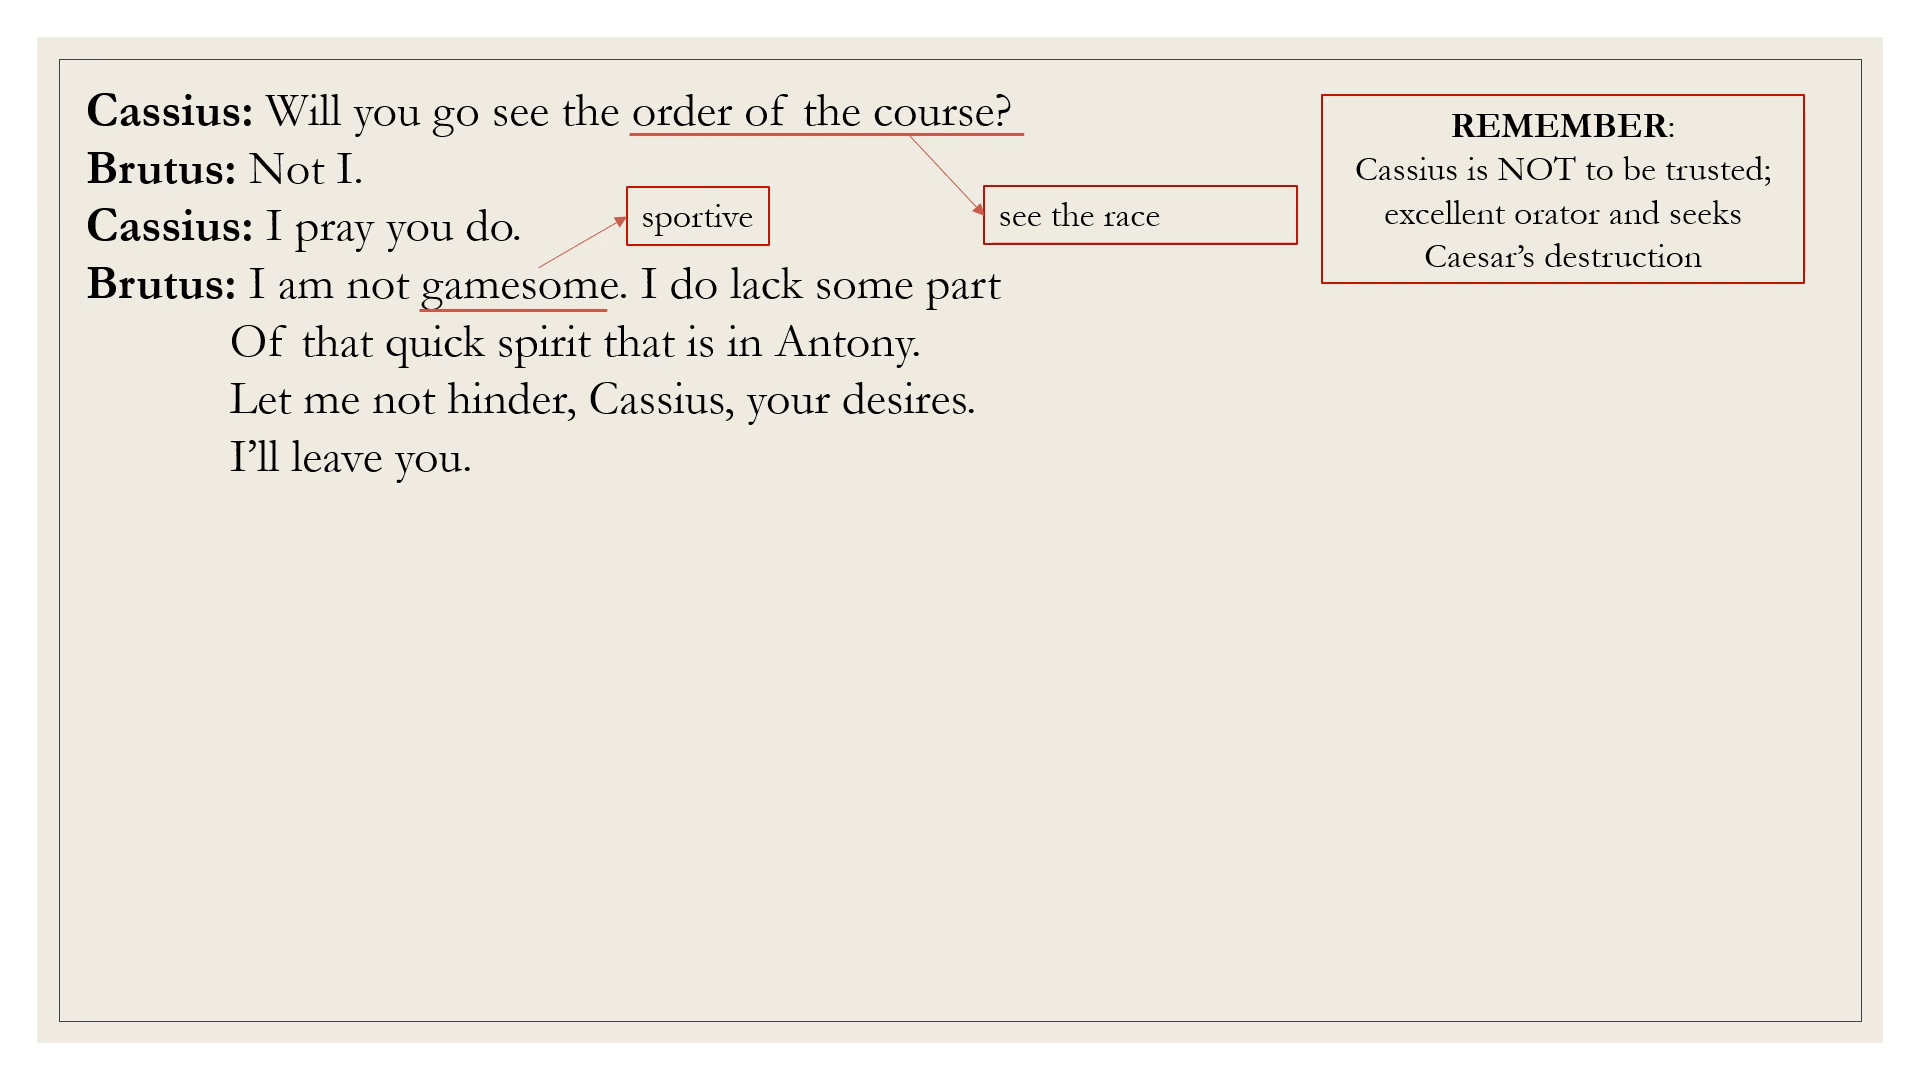 Cassius: Will you go see the order of the course?
Brutus: Not I.
Cassius: I pray you do.
Brutus: I am not gamesome. I do lack some part
Of that quick spirit that is in Antony.
Let me not hinder, Cassius, your desires.
I’ll leave you.
sportive
see the race
REMEMBER:
Cassius is NOT to be trusted;
excellent orator and seeks
Caesar’s destruction